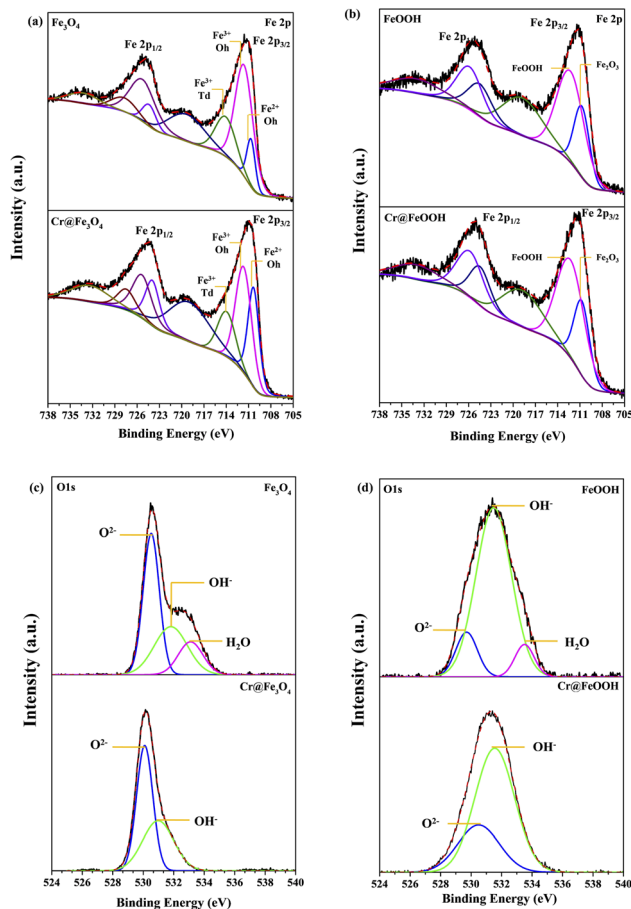 (a)
Fe₃O₄
Fe 2p
Fe 2p₁/₂
Fe³⁺
Oh
Fe 2p₃/₂
Fe³⁺
Td
Fe²⁺
Oh
Cr@Fe₃O₄
Fe 2p₁/₂
Fe³⁺
Oh
Fe 2p₃/₂
Fe²⁺
Oh
Fe³⁺
Td
Intensity (a.u.)
738 735 732 729 726 723 720 717 714 711 708 705
Binding Energy (eV)
(b)
FeOOH
Fe 2p
Fe 2p₁/₂
Fe 2p₃/₂
FeOOH
Fe₂O₃
Cr@FeOOH
Fe 2p₁/₂
Fe 2p₃/₂
FeOOH
Fe₂O₃
Intensity (a.u.)
738 735 732 729 726 723 720 717 714 711 708 705
Binding Energy (eV)
(c)
O1s
Fe₃O₄
O²⁻
OH⁻
H₂O
Cr@Fe₃O₄
O²⁻
OH⁻
Intensity (a.u.)
524 526 528 530 532 534 536 538 540
Binding Energy (eV)
(d)
O1s
FeOOH
OH⁻
O²⁻
H₂O
Cr@FeOOH
OH⁻
O²⁻
Intensity (a.u.)
524 526 528 530 532 534 536 538 540
Binding Energy (eV)